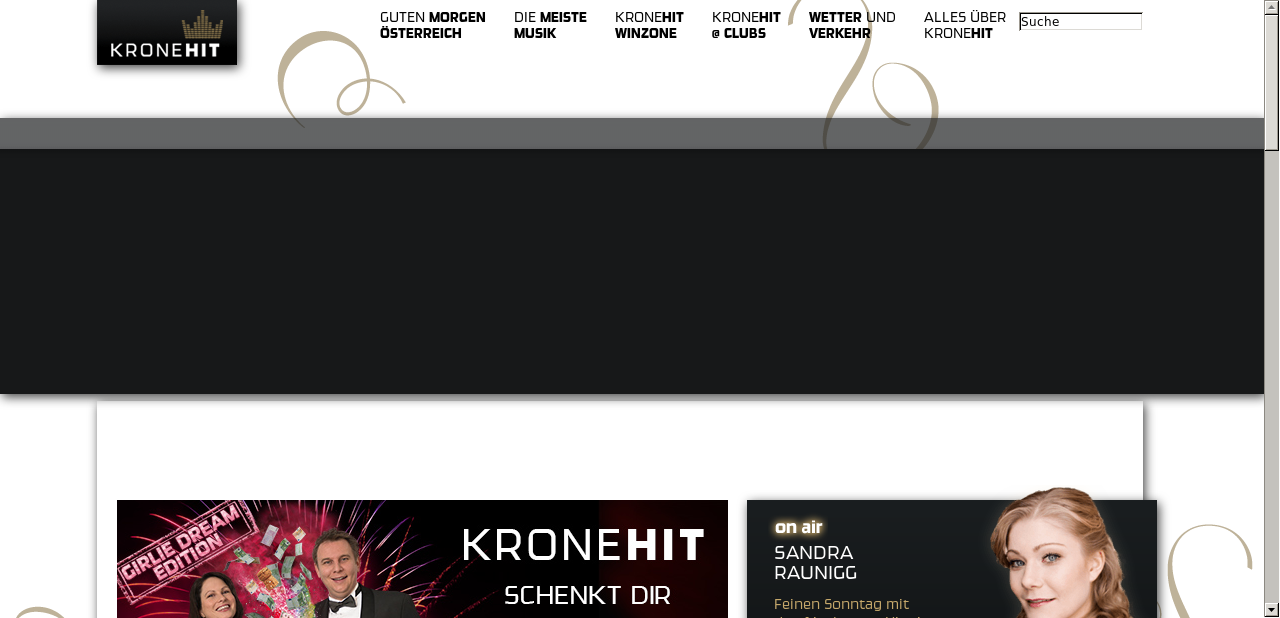 KRONEHIT
GUTEN MORGEN
ÖSTERREICH
DIE MEISTE
MUSIK
KRONEHIT
WINZONE
KRONEHIT
@ CLUBS
WETTER UND
VERKEHR
ALLES ÜBER
KRONEHIT
Suche
GIRLIE DREAM
EDITION
KRONEHIT
SCHENKT DIR
on air
SANDRA
RAUNIGG
Feinen Sonntag mit